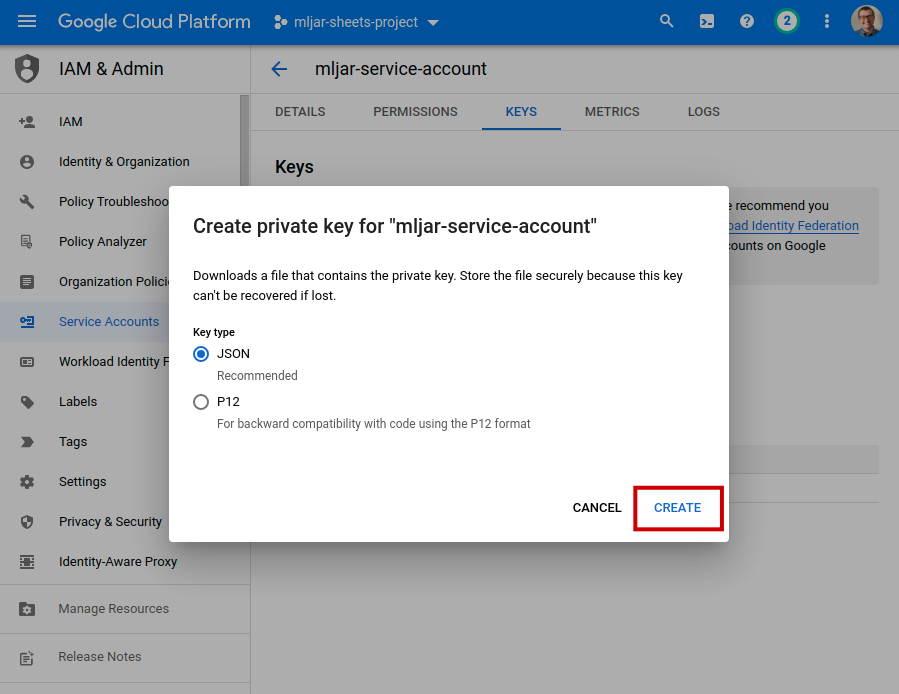 Google Cloud Platform
mljar-sheets-project
2
IAM & Admin
mljar-service-account
DETAILS PERMISSIONS KEYS METRICS LOGS
IAM
Identity & Organization
Policy Troubleshoo
Policy Analyzer
Organization Polici
Service Accounts
Workload Identity F
Labels
Tags
Settings
Privacy & Security
Identity-Aware Proxy
Manage Resources
Release Notes
Keys
recommend you
Identity Federation
on Google
Create private key for "mljar-service-account"
Downloads a file that contains the private key. Store the file securely because this key
can't be recovered if lost.
Key type
JSON
Recommended
P12
For backward compatibility with code using the P12 format
CANCEL CREATE